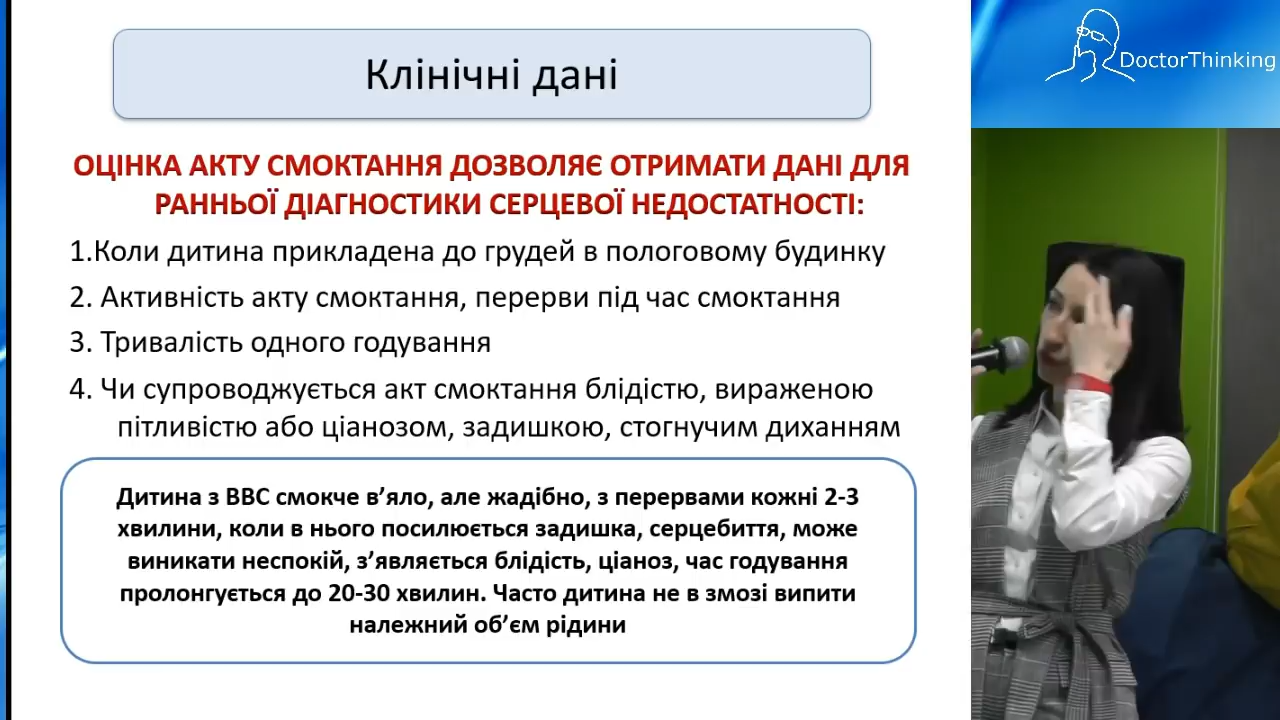 Клінічні дані
DoctorThinking
ОЦІНКА АКТУ СМОКТАННЯ ДОЗВОЛЯЄ ОТРИМАТИ ДАНІ ДЛЯ
РАННЬОЇ ДІАГНОСТИКИ СЕРЦЕВОЇ НЕДОСТАТНОСТІ:
1.Коли дитина прикладена до грудей в пологовому будинку
2. Активність акту смоктання, перерви під час смоктання
3. Тривалість одного годування
4. Чи супроводжується акт смоктання блідістю, вираженою
пітливістю або ціанозом, задишкою, стогнучим диханням
Дитина з ВВС смокче в’яло, але жадібно, з перервами кожні 2-3
хвилини, коли в нього посилюється задишка, серцебиття, може
виникати неспокій, з’являється блідість, ціаноз, час годування
пролонгується до 20-30 хвилин. Часто дитина не в змозі випити
належний об’єм рідини